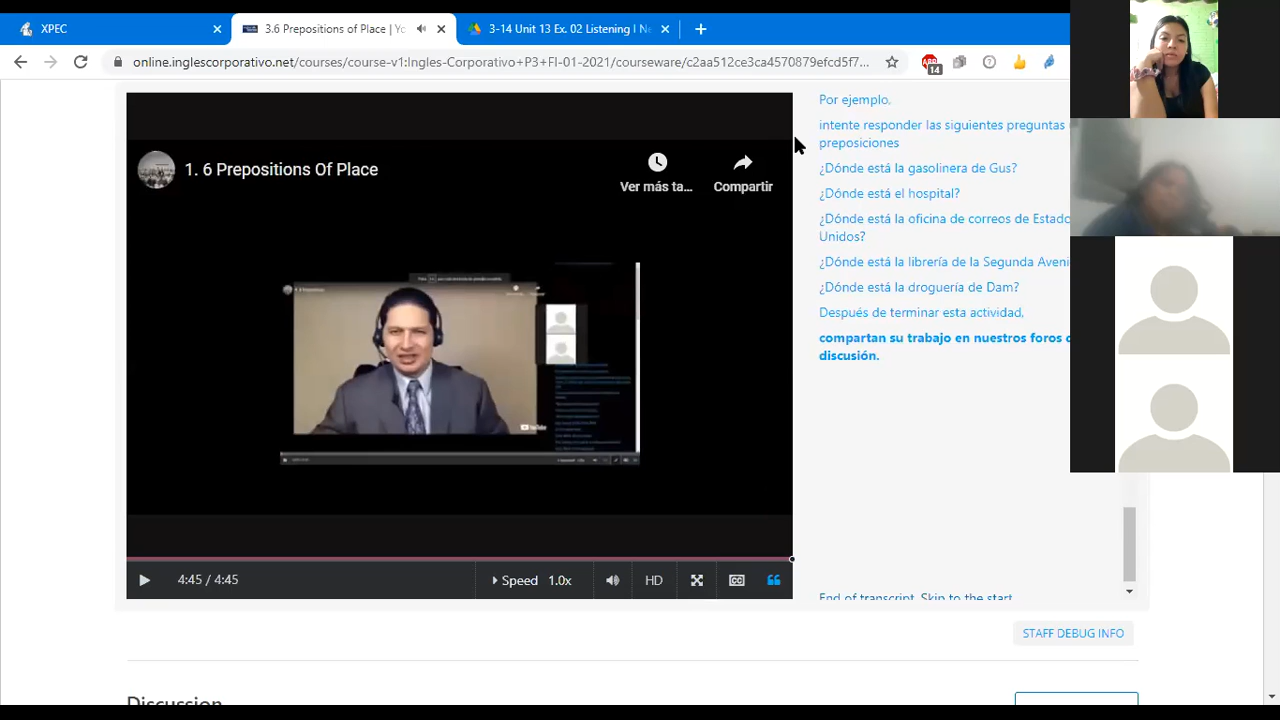 XPEC
3.6 Prepositions of Place | Yo
3-14 Unit 13 Ex. 02 Listening I Ne
online.inglescorporativo.net/courses/course-v1:Ingles-Corporativo+P3+FI-01-2021/courseware/c2aa512ce3ca4570879efcd5f7...
ABP
14
1. 6 Prepositions Of Place
Ver más ta...
Compartir
YouTube
4:45 / 4:45
Speed 1.0x
HD
CC
Por ejemplo,
intente responder las siguientes preguntas
preposiciones
¿Dónde está la gasolinera de Gus?
¿Dónde está el hospital?
¿Dónde está la oficina de correos de Estado
Unidos?
¿Dónde está la librería de la Segunda Aveni
¿Dónde está la droguería de Dam?
Después de terminar esta actividad,
compartan su trabajo en nuestros foros d
discusión.
End of transcript. Skip to the start.
STAFF DEBUG INFO
Discussion